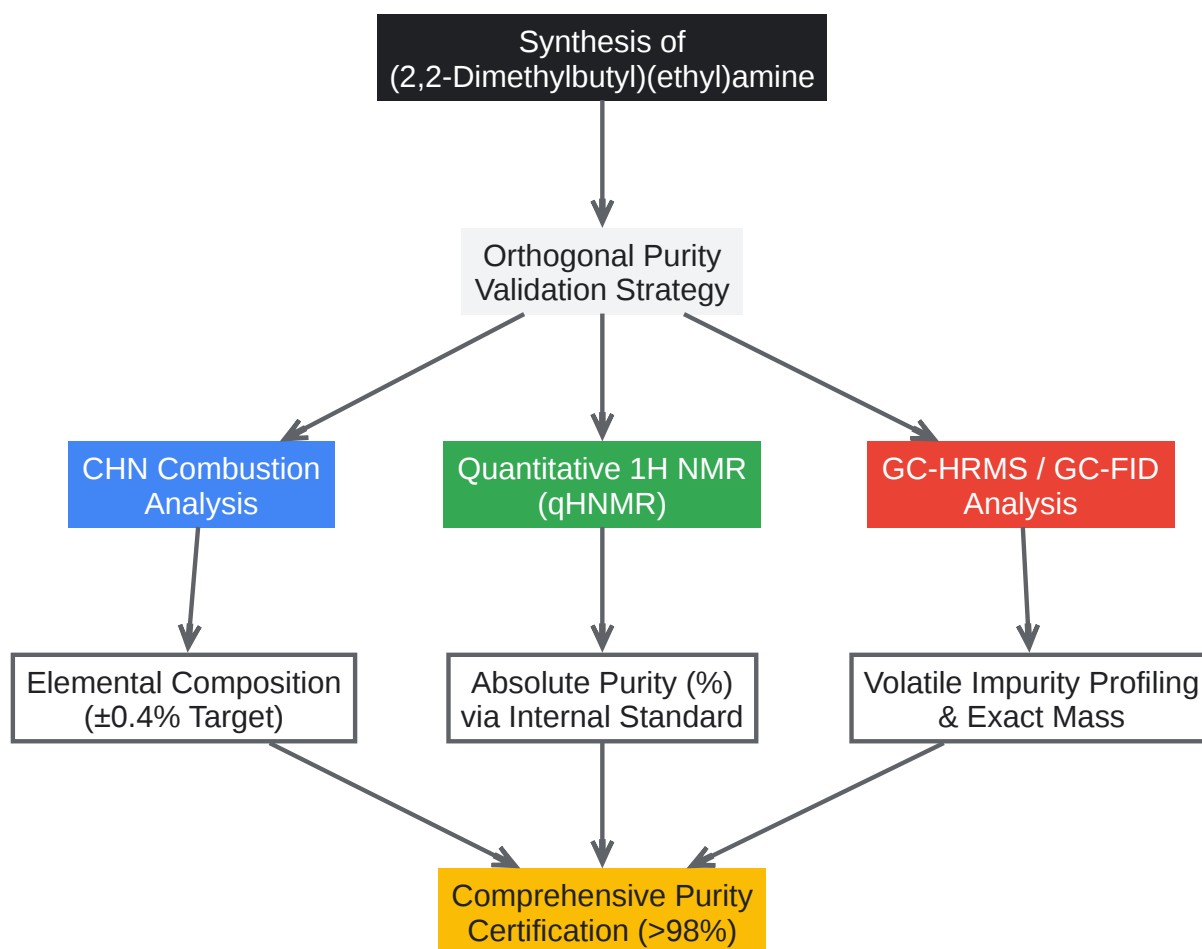 Synthesis of
(2,2-Dimethylbutyl)(ethyl)amine
Orthogonal Purity
Validation Strategy
CHN Combustion
Analysis
Quantitative 1H NMR
(qHNMR)
GC-HRMS / GC-FID
Analysis
Elemental Composition
(±0.4% Target)
Absolute Purity (%)
via Internal Standard
Volatile Impurity Profiling
& Exact Mass
Comprehensive Purity
Certification (>98%)